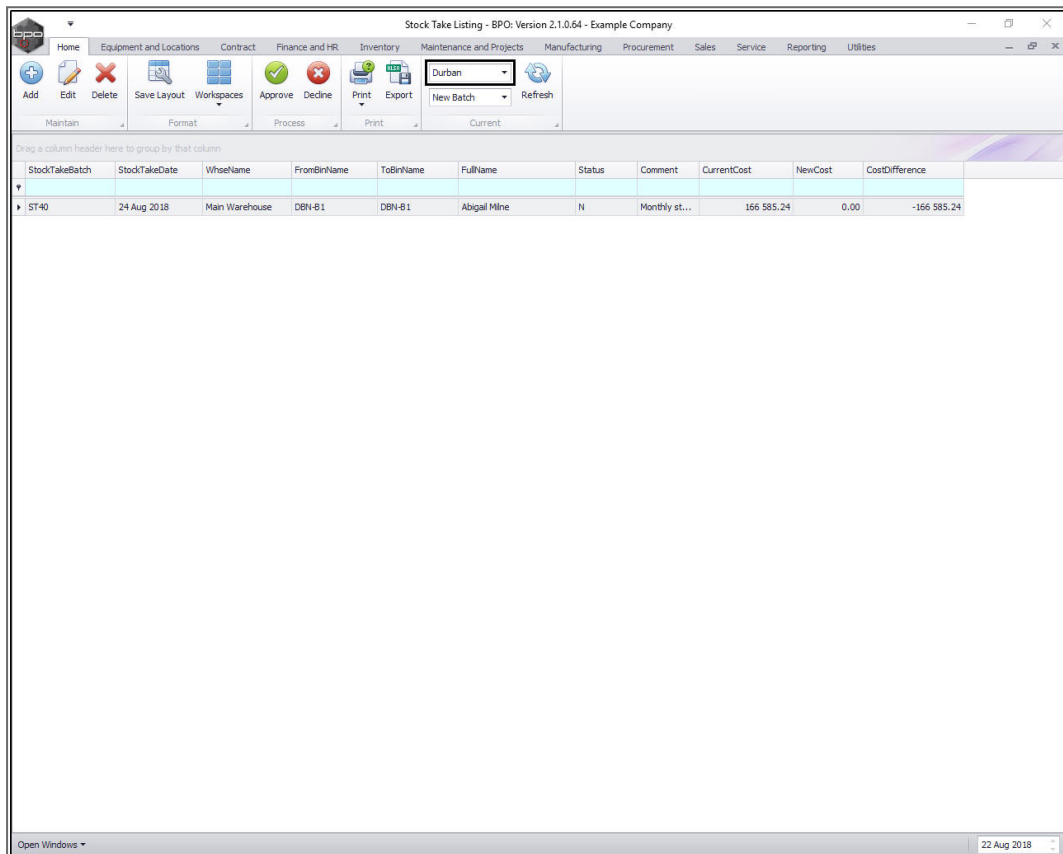 Stock Take Listing - BPO: Version 2.1.0.64 - Example Company
bpo
Home Equipment and Locations Contract Finance and HR Inventory Maintenance and Projects Manufacturing Procurement Sales Service Reporting Utilities
Durban
XLSX
New Batch
Add Edit Delete Save Layout Workspaces Approve Decline Print Export Refresh
Maintain Format Process Print Current
Drag a column header here to group by that column
StockTakeBatch StockTakeDate WhseName FromBinName ToBinName FullName Status Comment CurrentCost NewCost CostDifference
ST40 24 Aug 2018 Main Warehouse DBN-B1 DBN-B1 Abigail Milne N Monthly st... 166 585.24 0.00 -166 585.24
Open Windows 22 Aug 2018